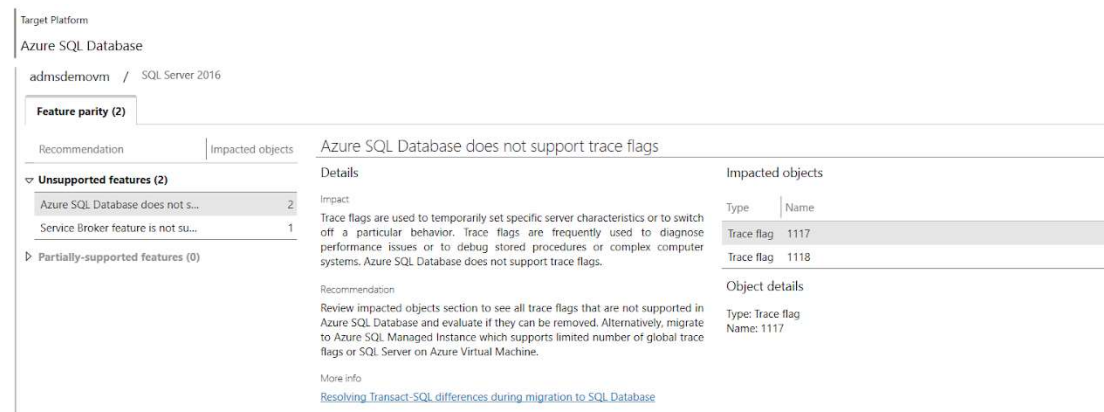 Target Platform
Azure SQL Database
admsdemovm / SQL Server 2016
Feature parity (2)
Recommendation Impacted objects
Unsupported features (2)
Azure SQL Database does not s... 2
Service Broker feature is not su... 1
Partially-supported features (0)
Azure SQL Database does not support trace flags
Details
Impact
Trace flags are used to temporarily set specific server characteristics or to switch
off a particular behavior. Trace flags are frequently used to diagnose
performance issues or to debug stored procedures or complex computer
systems. Azure SQL Database does not support trace flags.
Recommendation
Review impacted objects section to see all trace flags that are not supported in
Azure SQL Database and evaluate if they can be removed. Alternatively, migrate
to Azure SQL Managed Instance which supports limited number of global trace
flags or SQL Server on Azure Virtual Machine.
More info
Resolving Transact-SQL differences during migration to SQL Database
Impacted objects
Type Name
Trace flag 1117
Trace flag 1118
Object details
Type: Trace flag
Name: 1117